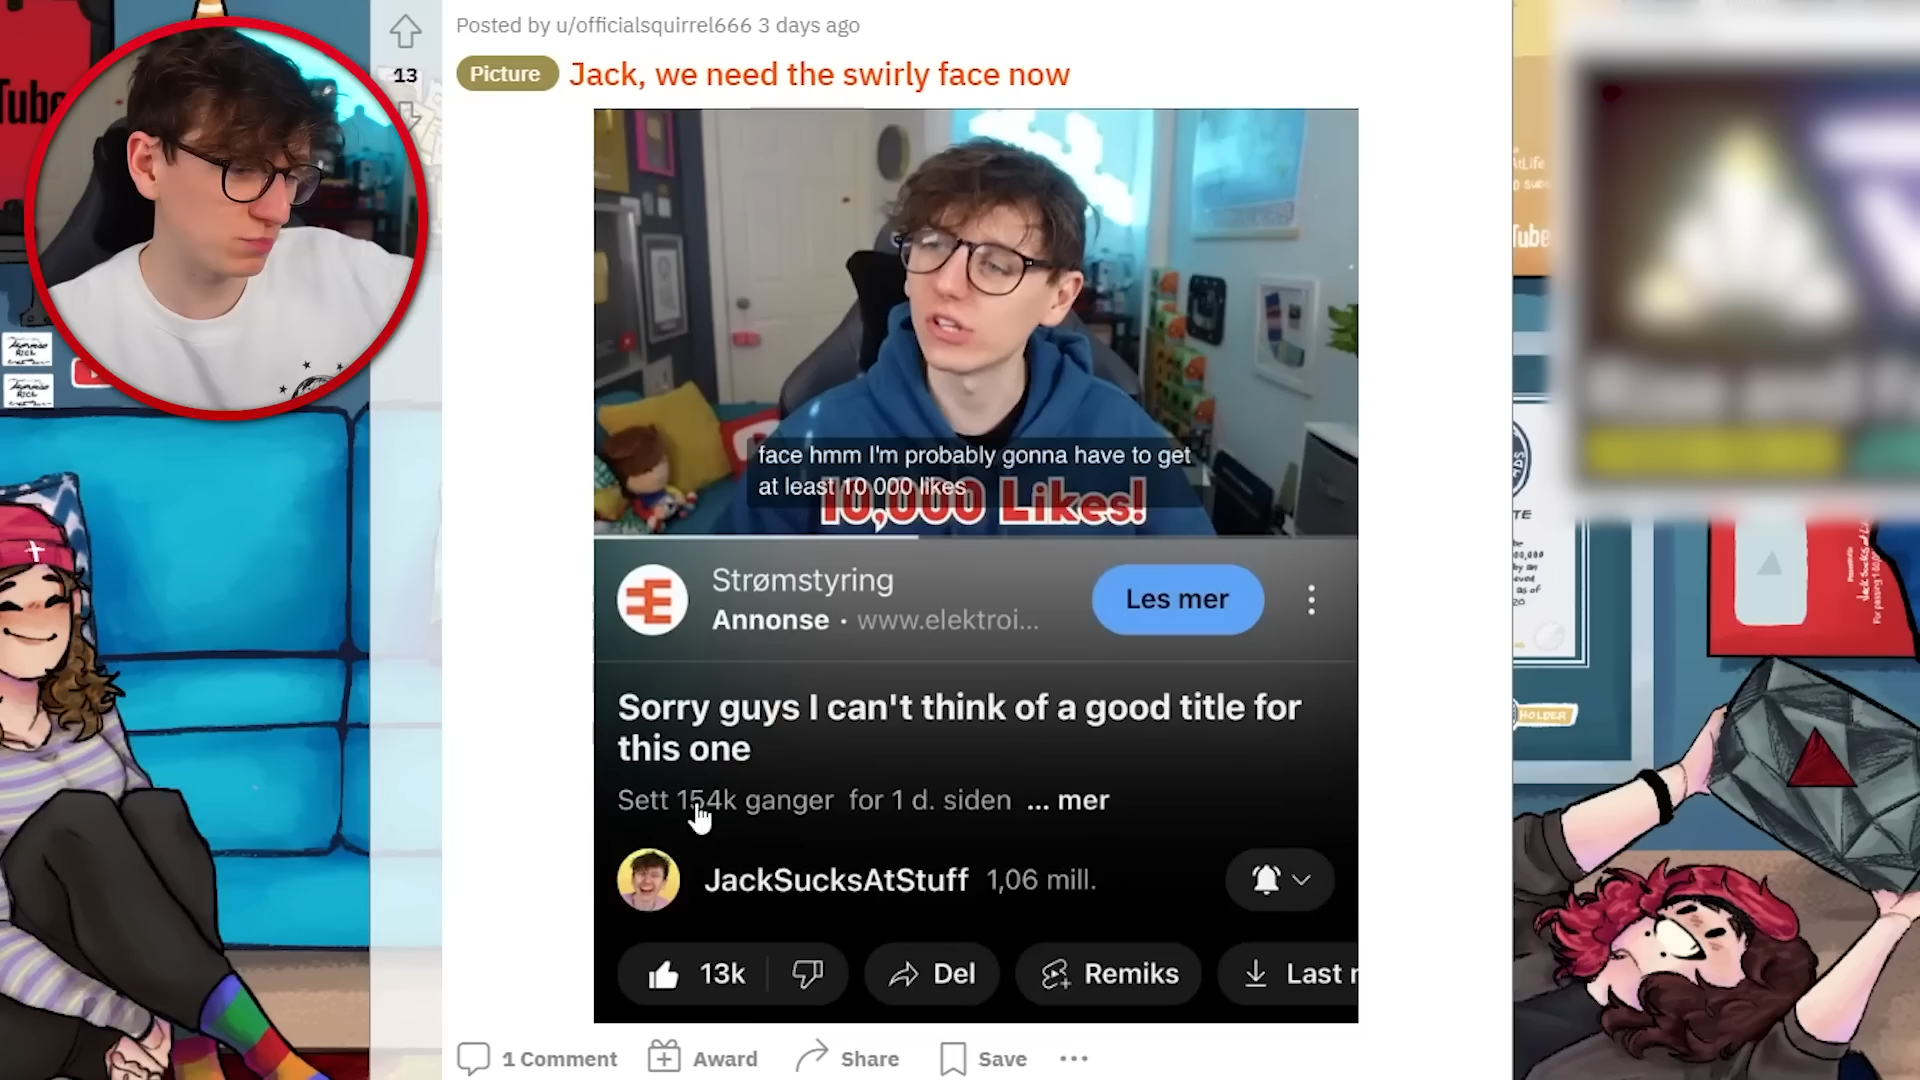 Posted by u/officialsquirrel666 3 days ago
13
Picture
Jack, we need the swirly face now
face hmm I'm probably gonna have to get
at least 10 000 likes
10,000 Likes!
Strømstyring
Annonse · www.elektroi...
Les mer
Sorry guys I can't think of a good title for
this one
Sett 154k ganger for 1 d. siden ... mer
JackSucksAtStuff 1,06 mill.
13k
Del
Remiks
Last
1 Comment
Award
Share
Save
Tube
HOLDER